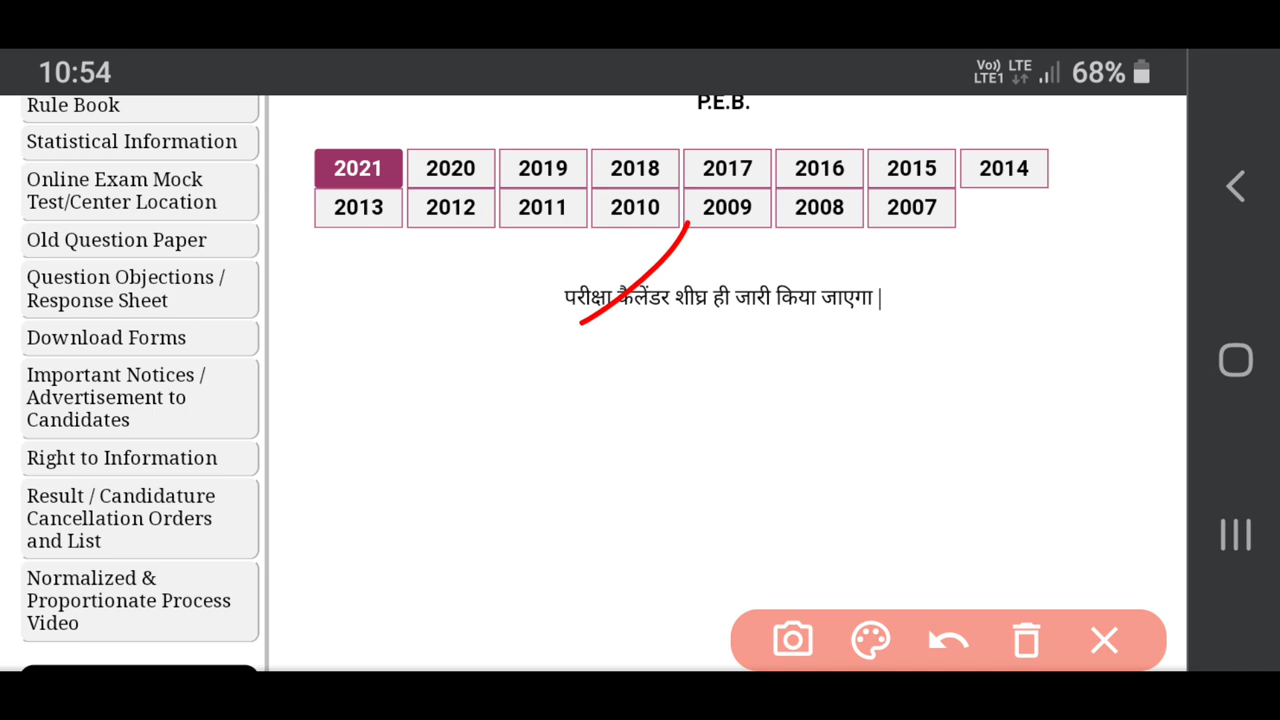 10:54
Vo)) LTE
LTE1
68%
Rule Book
Statistical Information
Online Exam Mock
Test/Center Location
Old Question Paper
Question Objections /
Response Sheet
Download Forms
Important Notices /
Advertisement to
Candidates
Right to Information
Result / Candidature
Cancellation Orders
and List
Normalized &
Proportionate Process
Video
P.E.B.
2021 2020 2019 2018 2017 2016 2015 2014
2013 2012 2011 2010 2009 2008 2007
परीक्षा कैलेंडर शीघ्र ही जारी किया जाएगा |